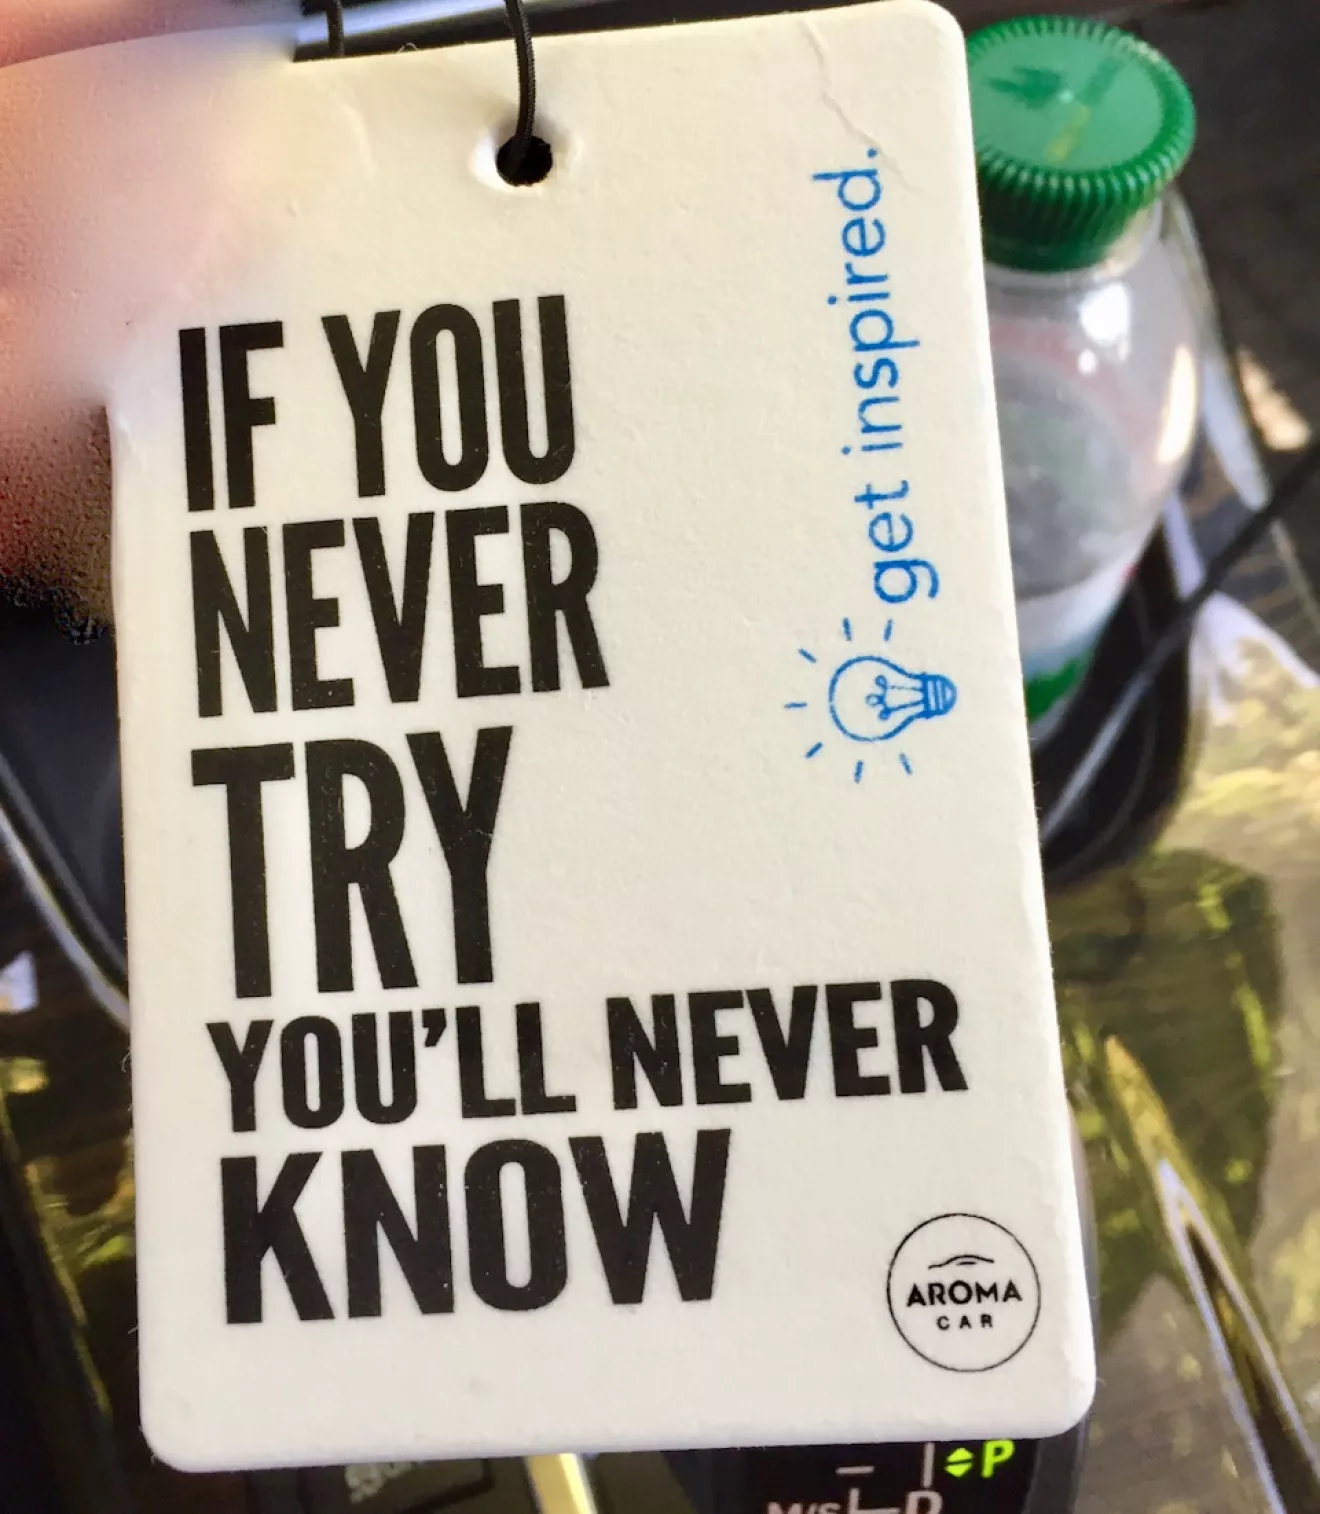 IF YOU
NEVER
TRY
YOU'LL NEVER
KNOW
get inspired.
AROMA
CAR
P
M/S
D